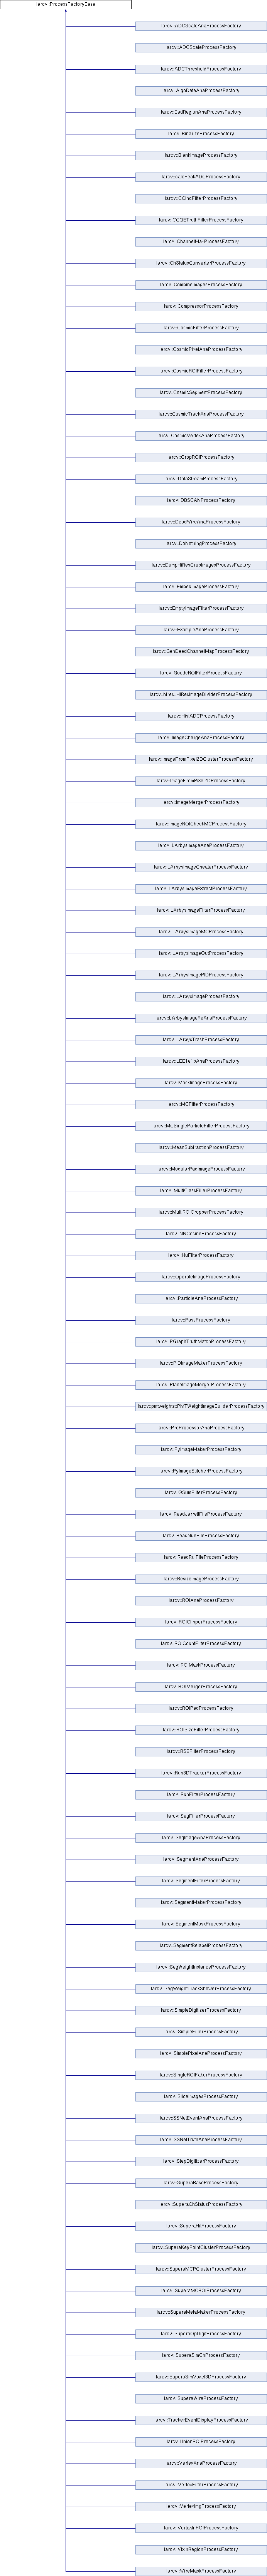 larcv::ProcessFactoryBase
larcv::ADCScaleAnaProcessFactory
larcv::ADCScaleProcessFactory
larcv::ADCThresholdProcessFactory
larcv::AlgoDataAnaProcessFactory
larcv::BadRegionAnaProcessFactory
larcv::BinarizeProcessFactory
larcv::BlankImageProcessFactory
larcv::calcPeakADCProcessFactory
larcv::CCIncFilterProcessFactory
larcv::CCQETruthFilterProcessFactory
larcv::ChannelMaxProcessFactory
larcv::ChStatusConverterProcessFactory
larcv::CombineImagesProcessFactory
larcv::CompressorProcessFactory
larcv::CosmicFilterProcessFactory
larcv::CosmicPixelAnaProcessFactory
larcv::CosmicROIFillerProcessFactory
larcv::CosmicSegmentProcessFactory
larcv::CosmicTrackAnaProcessFactory
larcv::CosmicVertexAnaProcessFactory
larcv::CropROIProcessFactory
larcv::DataStreamProcessFactory
larcv::DBSCANProcessFactory
larcv::DeadWireAnaProcessFactory
larcv::DoNothingProcessFactory
larcv::DumpHiResCropImagesProcessFactory
larcv::EmbedImageProcessFactory
larcv::EmptyImageFilterProcessFactory
larcv::ExampleAnaProcessFactory
larcv::GenDeadChannelMapProcessFactory
larcv::GoodcROIFilterProcessFactory
larcv::hires::HiResImageDividerProcessFactory
larcv::HistADCProcessFactory
larcv::ImageChargeAnaProcessFactory
larcv::ImageFromPixel2DClusterProcessFactory
larcv::ImageFromPixel2DProcessFactory
larcv::ImageMergerProcessFactory
larcv::ImageROICheckMCProcessFactory
larcv::LArbysImageAnaProcessFactory
larcv::LArbysImageCheaterProcessFactory
larcv::LArbysImageExtractProcessFactory
larcv::LArbysImageFilterProcessFactory
larcv::LArbysImageMCProcessFactory
larcv::LArbysImageOutProcessFactory
larcv::LArbysImagePIDProcessFactory
larcv::LArbysImageProcessFactory
larcv::LArbysImageReAnaProcessFactory
larcv::LArbysTrashProcessFactory
larcv::LEE1e1pAnaProcessFactory
larcv::MaskImageProcessFactory
larcv::MCFilterProcessFactory
larcv::MCSingleParticleFilterProcessFactory
larcv::MeanSubtractionProcessFactory
larcv::ModularPadImageProcessFactory
larcv::MultiClassFillerProcessFactory
larcv::MultiROICropperProcessFactory
larcv::NNCosineProcessFactory
larcv::NuFilterProcessFactory
larcv::OperateImageProcessFactory
larcv::ParticleAnaProcessFactory
larcv::PassProcessFactory
larcv::PGraphTruthMatchProcessFactory
larcv::PIDImageMakerProcessFactory
larcv::PlaneImageMergerProcessFactory
larcv::pmtweights::PMTWeightImageBuilderProcessFactory
larcv::PreProcessorAnaProcessFactory
larcv::PyImageMakerProcessFactory
larcv::PyImageStitcherProcessFactory
larcv::QSumFilterProcessFactory
larcv::ReadJarrettFileProcessFactory
larcv::ReadNueFileProcessFactory
larcv::ReadRuiFileProcessFactory
larcv::ResizeImageProcessFactory
larcv::ROIAnaProcessFactory
larcv::ROIClipperProcessFactory
larcv::ROICountFilterProcessFactory
larcv::ROIMaskProcessFactory
larcv::ROIMergerProcessFactory
larcv::ROIPadProcessFactory
larcv::ROISizeFilterProcessFactory
larcv::RSEFilterProcessFactory
larcv::Run3DTrackerProcessFactory
larcv::RunFilterProcessFactory
larcv::SegFillerProcessFactory
larcv::SegImageAnaProcessFactory
larcv::SegmentAnaProcessFactory
larcv::SegmentFilterProcessFactory
larcv::SegmentMakerProcessFactory
larcv::SegmentMaskProcessFactory
larcv::SegmentRelabelProcessFactory
larcv::SegWeightInstanceProcessFactory
larcv::SegWeightTrackShowerProcessFactory
larcv::SimpleDigitizerProcessFactory
larcv::SimpleFilterProcessFactory
larcv::SimplePixelAnaProcessFactory
larcv::SingleROIFakerProcessFactory
larcv::SliceImagesProcessFactory
larcv::SSNetEventAnaProcessFactory
larcv::SSNetTruthAnaProcessFactory
larcv::StepDigitizerProcessFactory
larcv::SuperaBaseProcessFactory
larcv::SuperaChStatusProcessFactory
larcv::SuperaHitProcessFactory
larcv::SuperaKeyPointClusterProcessFactory
larcv::SuperaMCPClusterProcessFactory
larcv::SuperaMCROIProcessFactory
larcv::SuperaMetaMakerProcessFactory
larcv::SuperaOpDigitProcessFactory
larcv::SuperaSimChProcessFactory
larcv::SuperaSimVoxel3DProcessFactory
larcv::SuperaWireProcessFactory
larcv::TrackerEventDisplayProcessFactory
larcv::UnionROIProcessFactory
larcv::VertexAnaProcessFactory
larcv::VertexFilterProcessFactory
larcv::VertexImgProcessFactory
larcv::VertexInROIProcessFactory
larcv::VtxInRegionProcessFactory
larcv::WireMaskProcessFactory